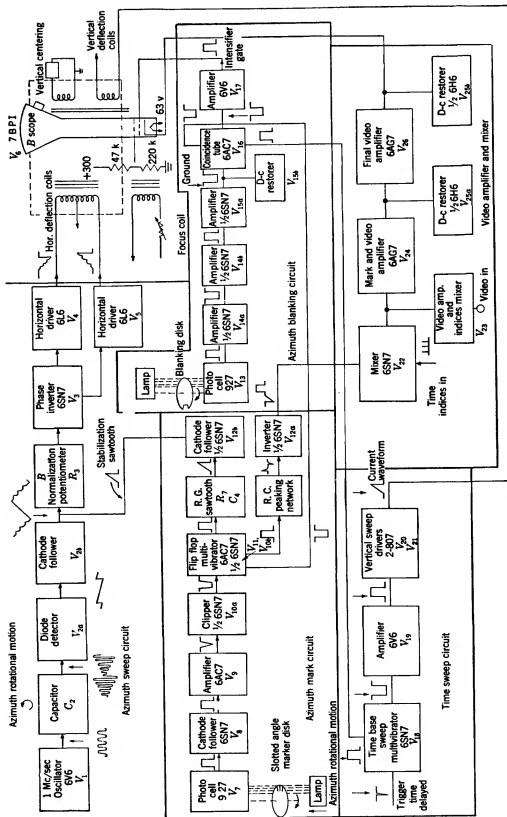 Azimuth rotational motion
1 Mc/sec
Oscillator
6V6
V1
Capacitor
C2
Diode
detector
V2a
Cathode
follower
V2b
B
Normalization
potentiometer
R3
Phase
inverter
6SN7
V3
Horizontal
driver
6L6
V4
Horizontal
driver
6L6
V5
Azimuth sweep circuit
Stabilization
sawtooth
Hor. deflection coils
V6
7 BPI
B scope
Vertical centering
Vertical
deflection
coils
+300
47 k
220 k
63 v
Focus coil
Photo
cell
9 27
V7
Cathode
follower
6SN7
V8
Amplifier
6AC7
V9
Clipper
½ 6SN7
V10a
Flip flop
multi-
vibrator
6AC7
½ 6SN7
V11,
V10b
R.G.
sawtooth
R7
C4
Cathode
follower
½ 6SN7
V12b
R.C.
peaking
network
Inverter
½ 6SN7
V12a
Slotted angle
marker disk
Lamp
Azimuth rotational motion
Azimuth mark circuit
Lamp
Blanking disk
Photo
cell
927
V13
Amplifier
½ 6SN7
V14a
Amplifier
½ 6SN7
V14b
Amplifier
½ 6SN7
V15a
D-c
restorer
V15b
Ground
Coincidence
tube
6AC7
V16
Amplifier
6V6
V17
Intensifier
gate
Azimuth blanking circuit
Trigger
time
delayed
Time base
sweep
multivibrator
6SN7
V18
Amplifier
6V6
V19
Vertical sweep
drivers
2-807
V20
V21
Current
waveform
Time sweep circuit
Time
indices in
Mixer
6SN7
V22
Video amp.
and
indices mixer
V23
Video in
Mark and video
amplifier
6AG7
V24
D-c restorer
½ 6H6
V25a
Final video
amplifier
6AG7
V26
D-c restorer
½ 6H6
V25b
Video amplifier and mixer